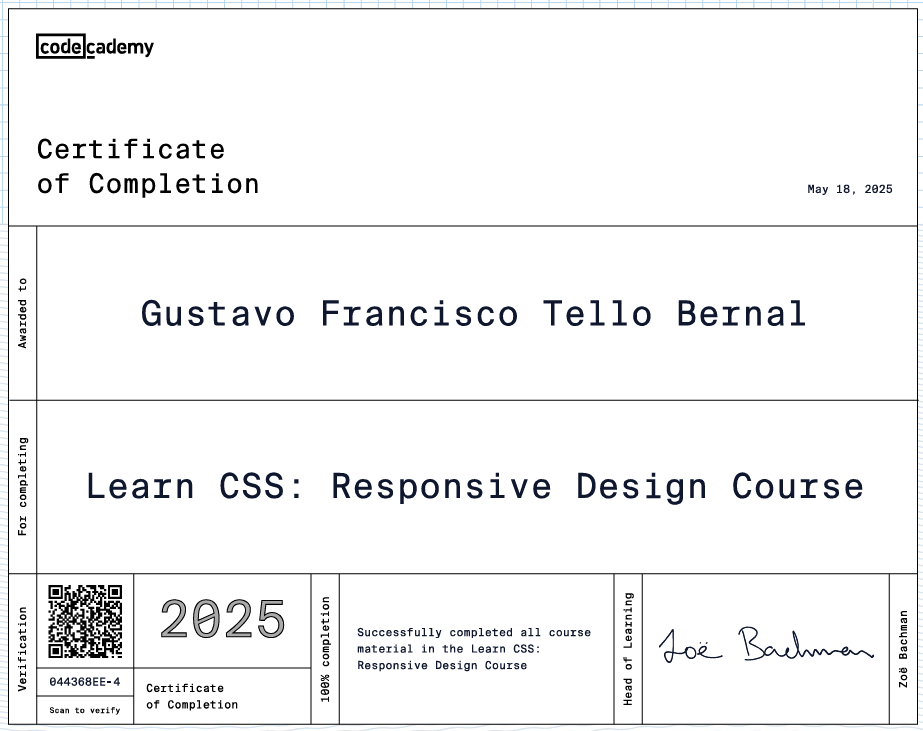 codecademy
Certificate
of Completion
May 18, 2025
Awarded to
Gustavo Francisco Tello Bernal
For completing
Learn CSS: Responsive Design Course
Verification
044368EE-4
Scan to verify
2025
Certificate
of Completion
100% completion
Successfully completed all course
material in the Learn CSS:
Responsive Design Course
Head of Learning
Zoë Bachman
Zoë Bachman